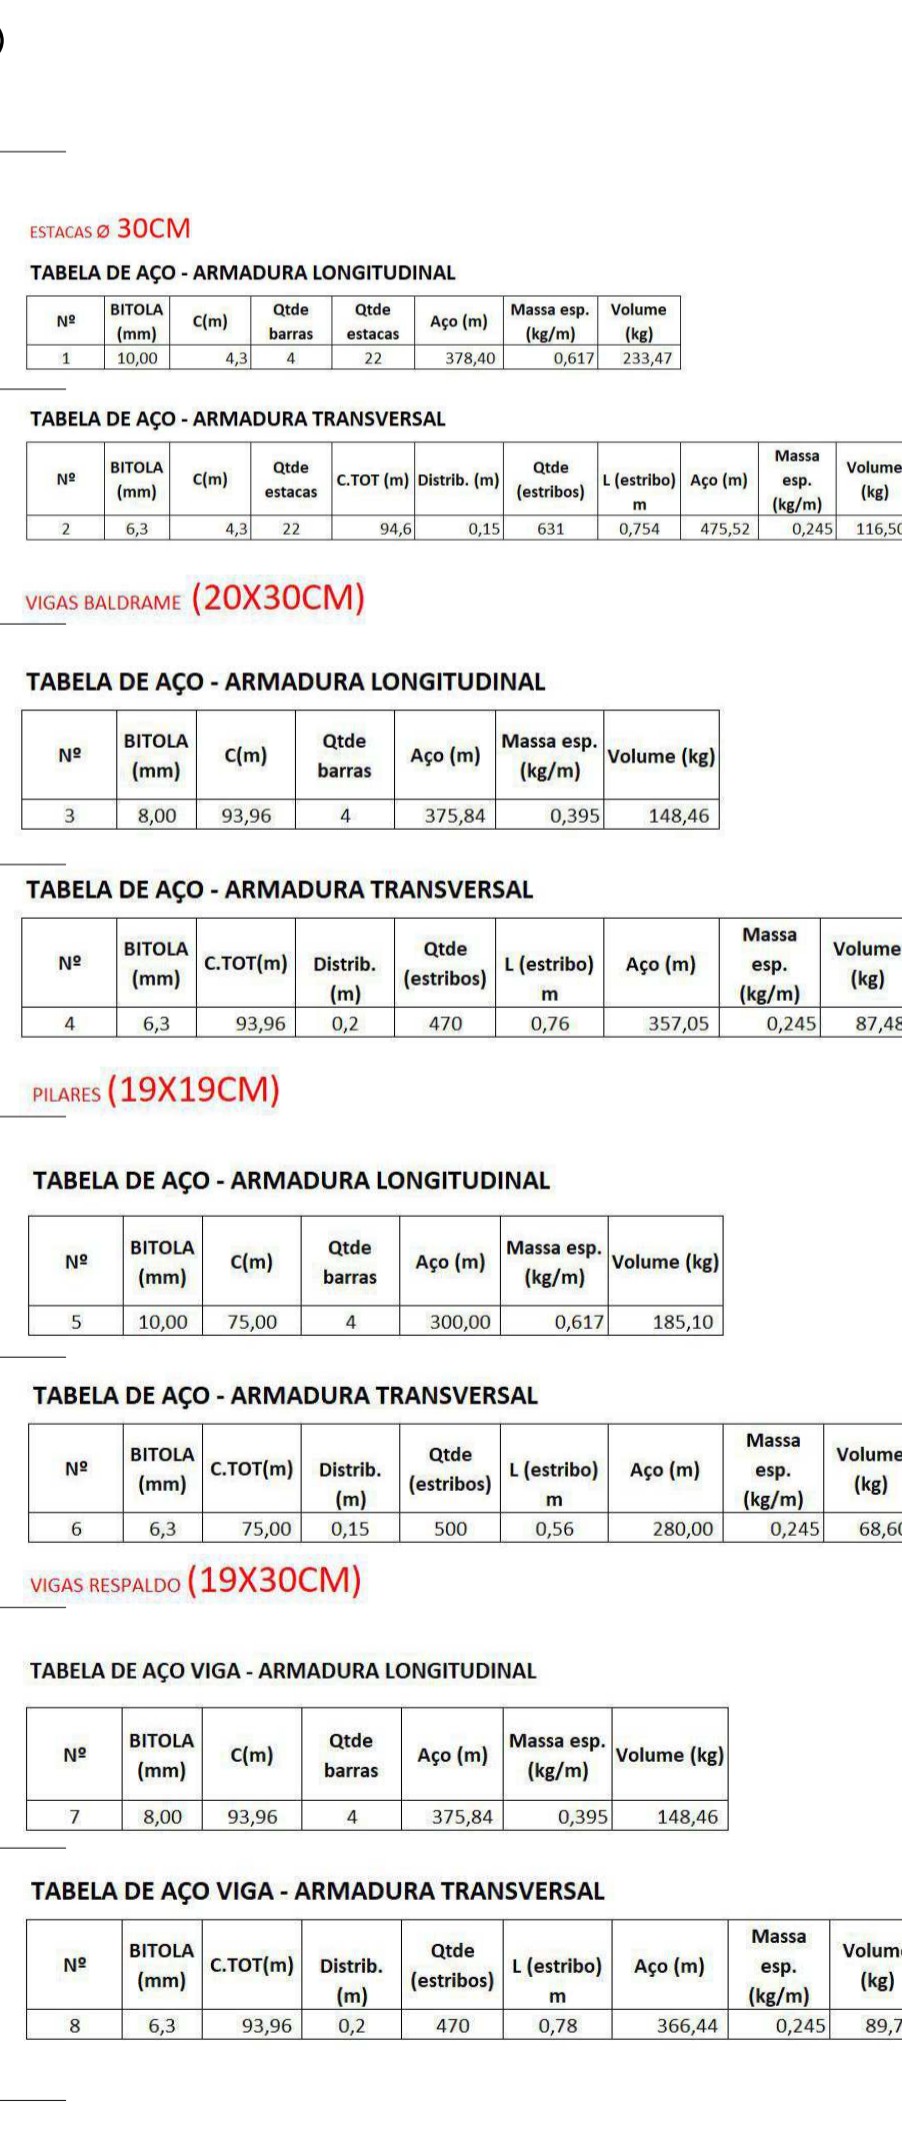 )
ESTACAS Ø 30CM
TABELA DE AÇO - ARMADURA LONGITUDINAL
Nº BITOLA (mm) C(m) Qtde barras Qtde estacas Aço (m) Massa esp. (kg/m) Volume (kg)
1 10,00 4,3 4 22 378,40 0,617 233,47
TABELA DE AÇO - ARMADURA TRANSVERSAL
Nº BITOLA (mm) C(m) Qtde estacas C.TOT (m) Distrib. (m) Qtde (estribos) L (estribo) m Aço (m) Massa esp. (kg/m) Volume (kg)
2 6,3 4,3 22 94,6 0,15 631 0,754 475,52 0,245 116,50
VIGAS BALDRAME (20X30CM)
TABELA DE AÇO - ARMADURA LONGITUDINAL
Nº BITOLA (mm) C(m) Qtde barras Aço (m) Massa esp. (kg/m) Volume (kg)
3 8,00 93,96 4 375,84 0,395 148,46
TABELA DE AÇO - ARMADURA TRANSVERSAL
Nº BITOLA (mm) C.TOT(m) Distrib. (m) Qtde (estribos) L (estribo) m Aço (m) Massa esp. (kg/m) Volume (kg)
4 6,3 93,96 0,2 470 0,76 357,05 0,245 87,48
PILARES (19X19CM)
TABELA DE AÇO - ARMADURA LONGITUDINAL
Nº BITOLA (mm) C(m) Qtde barras Aço (m) Massa esp. (kg/m) Volume (kg)
5 10,00 75,00 4 300,00 0,617 185,10
TABELA DE AÇO - ARMADURA TRANSVERSAL
Nº BITOLA (mm) C.TOT(m) Distrib. (m) Qtde (estribos) L (estribo) m Aço (m) Massa esp. (kg/m) Volume (kg)
6 6,3 75,00 0,15 500 0,56 280,00 0,245 68,60
VIGAS RESPALDO (19X30CM)
TABELA DE AÇO VIGA - ARMADURA LONGITUDINAL
Nº BITOLA (mm) C(m) Qtde barras Aço (m) Massa esp. (kg/m) Volume (kg)
7 8,00 93,96 4 375,84 0,395 148,46
TABELA DE AÇO VIGA - ARMADURA TRANSVERSAL
Nº BITOLA (mm) C.TOT(m) Distrib. (m) Qtde (estribos) L (estribo) m Aço (m) Massa esp. (kg/m) Volume (kg)
8 6,3 93,96 0,2 470 0,78 366,44 0,245 89,7